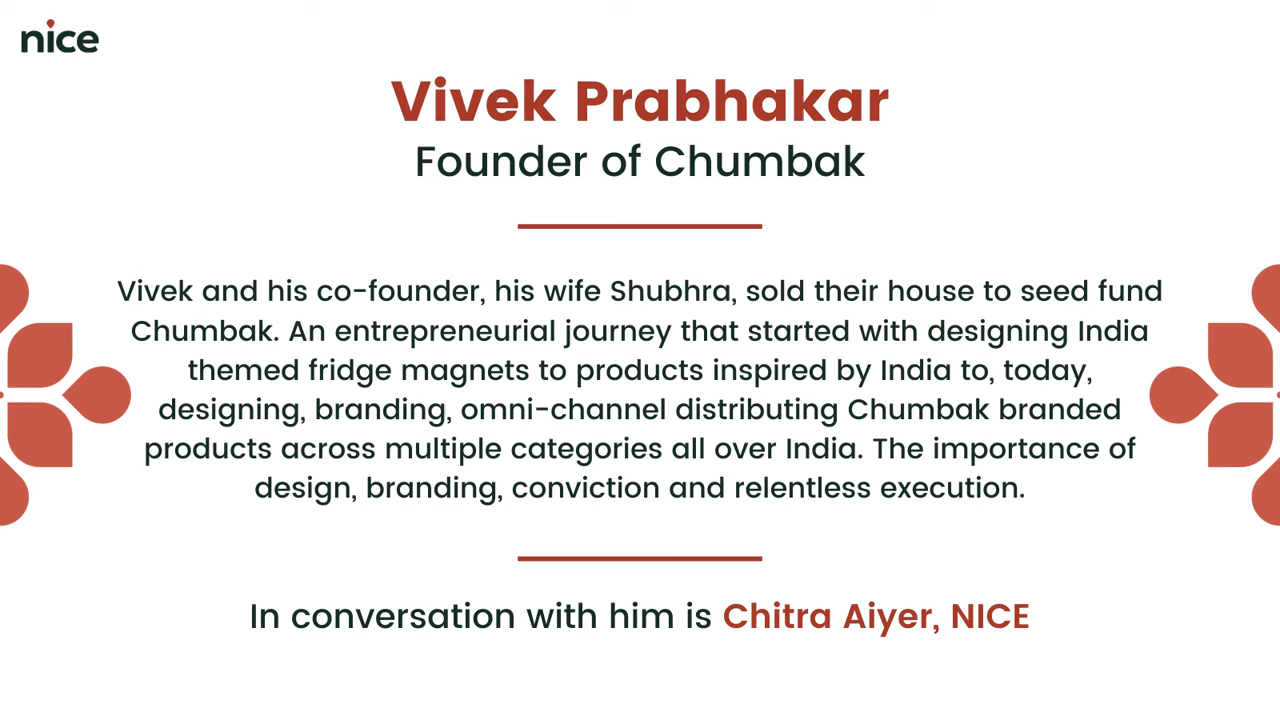 nice
Vivek Prabhakar
Founder of Chumbak
Vivek and his co-founder, his wife Shubhra, sold their house to seed fund
Chumbak. An entrepreneurial journey that started with designing India
themed fridge magnets to products inspired by India to, today,
designing, branding, omni-channel distributing Chumbak branded
products across multiple categories all over India. The importance of
design, branding, conviction and relentless execution.
In conversation with him is Chitra Aiyer, NICE